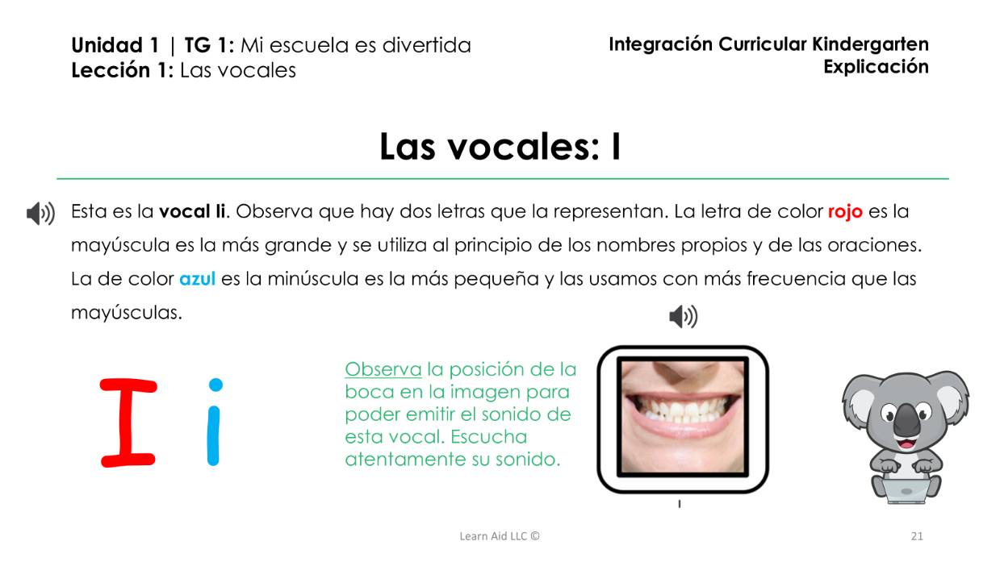 Unidad 1 | TG 1: Mi escuela es divertida
Lección 1: Las vocales
Integración Curricular Kindergarten
Explicación
Las vocales: I
Esta es la vocal Ii. Observa que hay dos letras que la representan. La letra de color rojo es la
mayúscula es la más grande y se utiliza al principio de los nombres propios y de las oraciones.
La de color azul es la minúscula es la más pequeña y las usamos con más frecuencia que las
mayúsculas.
I i
Observa la posición de la
boca en la imagen para
poder emitir el sonido de
esta vocal. Escucha
atentamente su sonido.
I
Learn Aid LLC ©
21